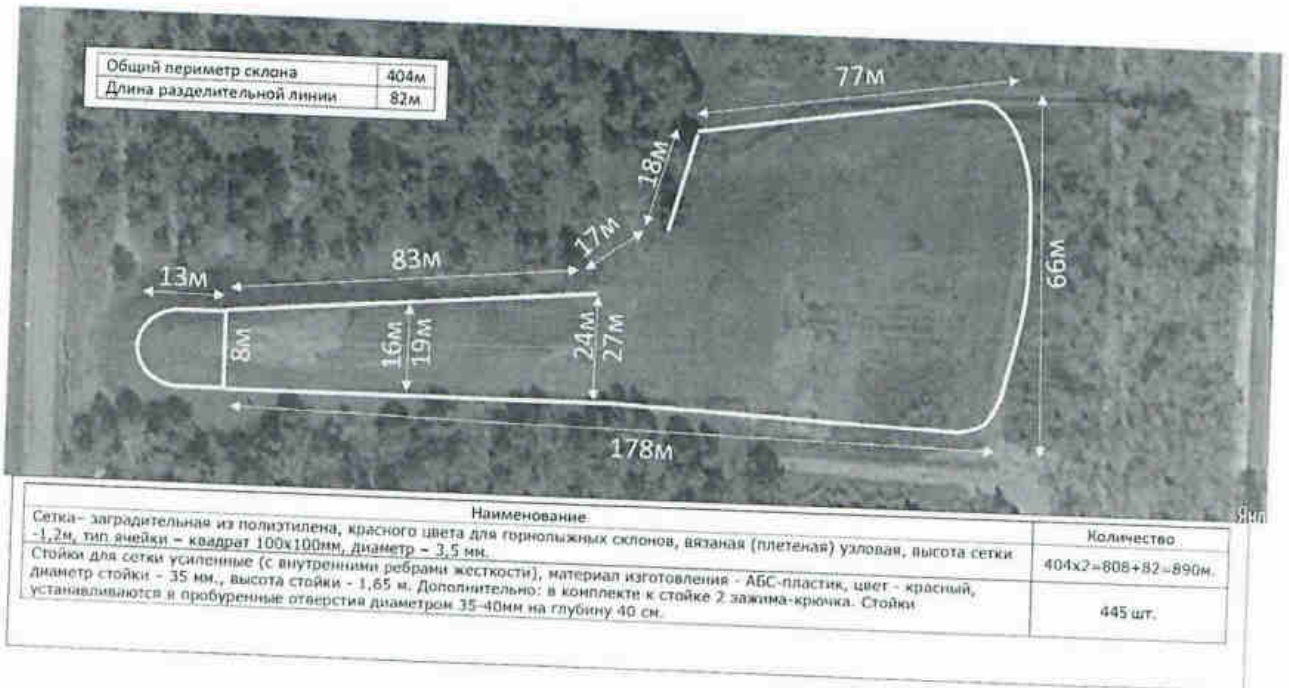 Общий периметр склона 404м
Длина разделительной линии 82м
77м
18м
17м
83м
13м
66м
8м
16м
19м
24м
27м
178м
Янд
Наименование Количество
Сетка- заградительная из полиэтилена, красного цвета для горнолыжных склонов, вязаная (плетеная) узловая, высота сетки
-1,2м, тип ячейки – квадрат 100х100мм, диаметр – 3,5 мм. 404х2=808+82=890м.
Стойки для сетки усиленные (с внутренними ребрами жесткости), материал изготовления - АБС-пластик, цвет - красный,
диаметр стойки - 35 мм., высота стойки - 1,65 м. Дополнительно: в комплекте к стойке 2 зажима-крючка. Стойки
устанавливаются в пробуренные отверстия диаметром 35-40мм на глубину 40 см. 445 шт.